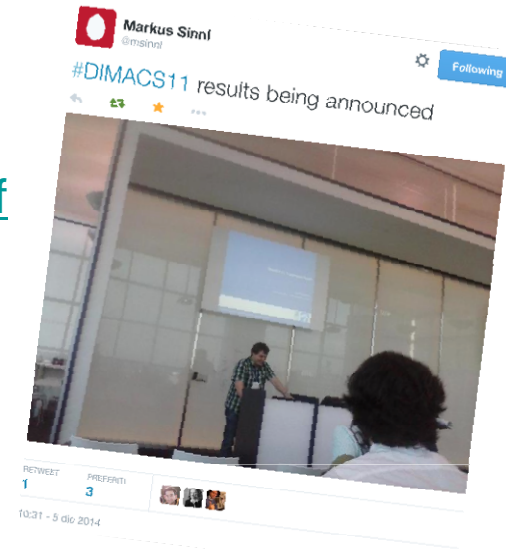 Markus Sinnl
@msinnl
Following
#DIMACS11 results being announced
f
RETWEET
1
PREFERITI
3
10:31 - 5 dic 2014